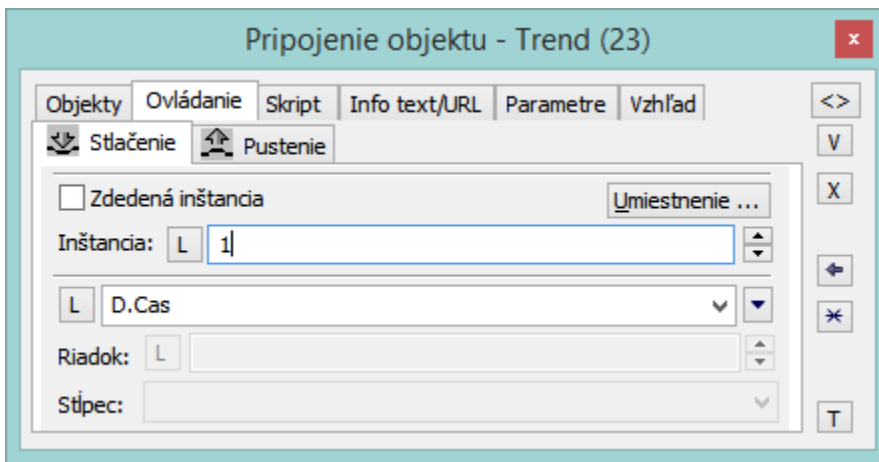 Pripojenie objektu - Trend (23)
x
Objekty Ovládanie Skript Info text/URL Parametre Vzhľad <>
Stlačenie Pustenie V
Zdedená inštancia Umiestnenie ... X
Inštancia: L 1
L D.Cas
Riadok: L
Stĺpec:
T